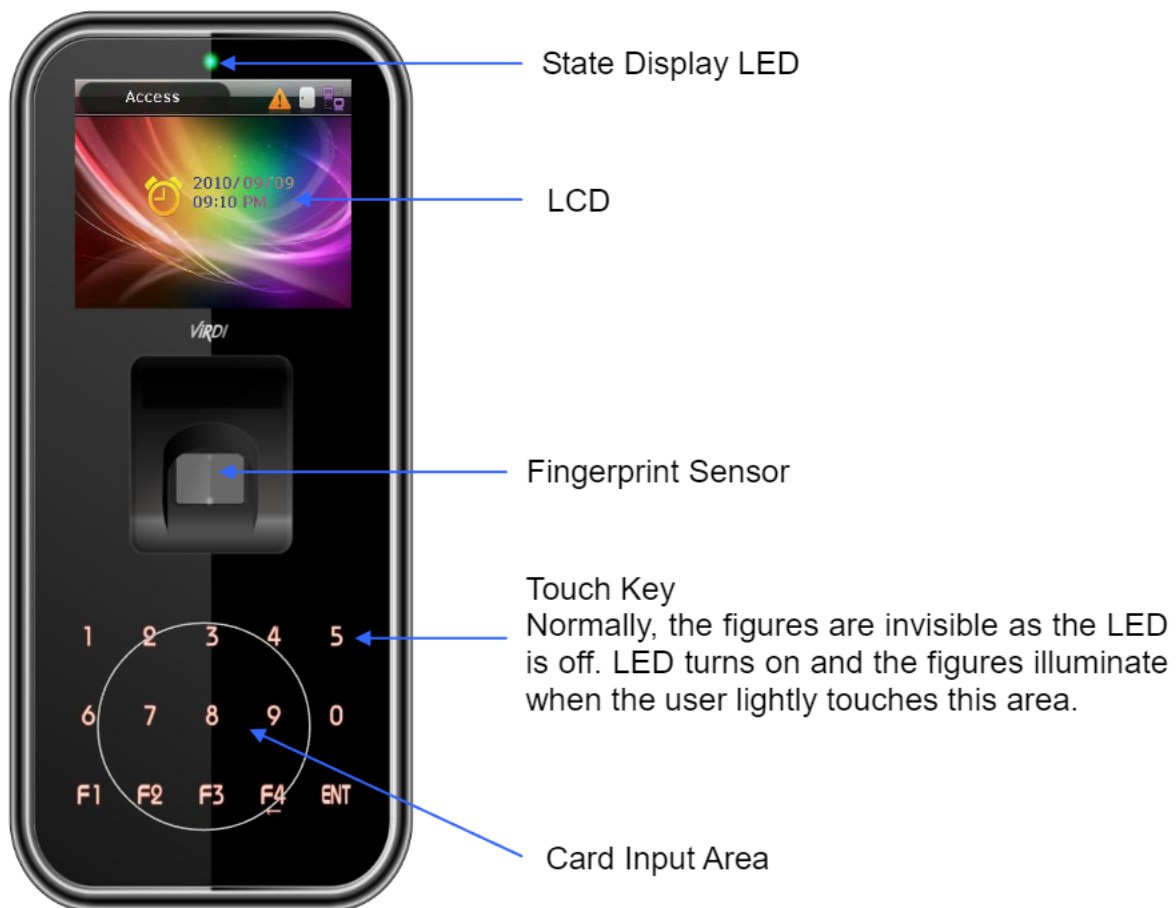 State Display LED
Access
2010/09/09
09:10 PM
LCD
ViRDI
Fingerprint Sensor
Touch Key
Normally, the figures are invisible as the LED
is off. LED turns on and the figures illuminate
when the user lightly touches this area.
1 2 3 4 5
6 7 8 9 0
F1 F2 F3 F4 ENT
←
Card Input Area